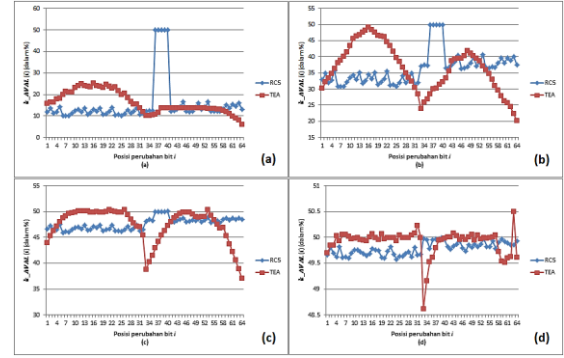 60
50
40
30
20
10
0
k_AVAL (i) (dalam%)
1 4 7 10 13 16 19 22 25 28 31 34 37 40 43 46 49 52 55 58 61 64
Posisi perubahan bit i
(a)
RC5
TEA
(a)
55
50
45
40
35
30
25
20
15
k_AVAL (i) (dalam%)
1 4 7 10 13 16 19 22 25 28 31 34 37 40 43 46 49 52 55 58 61 64
Posisi perubahan bit i
(b)
RC5
TEA
(b)
55
50
45
40
35
30
k_AVAL (i) (dalam%)
1 4 7 10 13 16 19 22 25 28 31 34 37 40 43 46 49 52 55 58 61 64
Posisi perubahan bit i
(c)
RC5
TEA
(c)
51
50.5
50
49.5
49
48.5
k_AVAL (i) (dalam%)
1 4 7 10 13 16 19 22 25 28 31 34 37 40 43 46 49 52 55 58 61 64
Posisi perubahan bit i
(d)
RC5
TEA
(d)